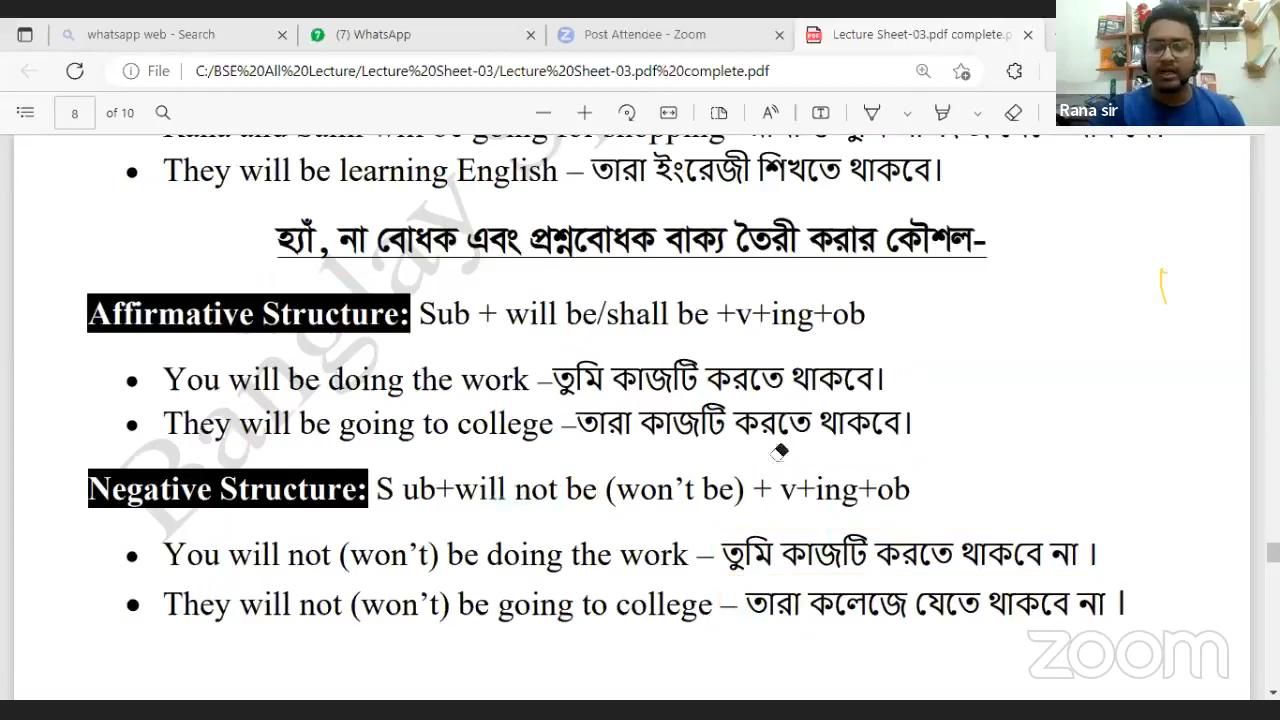 whatsapp web - Search
(7) WhatsApp
Post Attendee - Zoom
Lecture Sheet-03.pdf complete.p
File C:/BSE%20All%20Lecture/Lecture%20Sheet-03/Lecture%20Sheet-03.pdf%20complete.pdf
Rana sir
8 of 10
They will be learning English – তারা ইংরেজী শিখতে থাকবে।
হ্যাঁ, না বোধক এবং প্রশ্নবোধক বাক্য তৈরী করার কৌশল-
Affirmative Structure: Sub + will be/shall be +v+ing+ob
• You will be doing the work –তুমি কাজটি করতে থাকবে।
• They will be going to college –তারা কাজটি করতে থাকবে।
Negative Structure: S ub+will not be (won't be) + v+ing+ob
• You will not (won't) be doing the work – তুমি কাজটি করতে থাকবে না ।
• They will not (won't) be going to college – তারা কলেজে যেতে থাকবে না ।
zoom